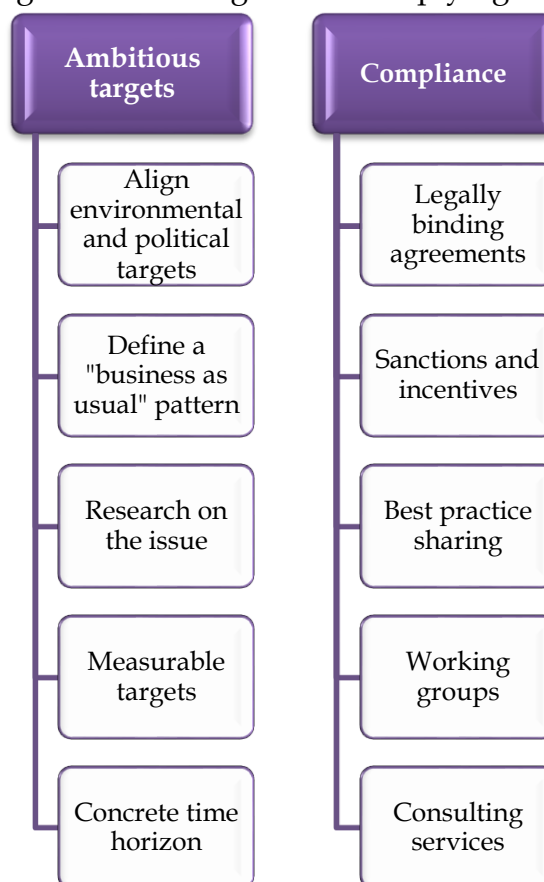 Ambitious
targets
Align
environmental
and political
targets
Define a
"business as
usual" pattern
Research on
the issue
Measurable
targets
Concrete time
horizon
Compliance
Legally
binding
agreements
Sanctions and
incentives
Best practice
sharing
Working
groups
Consulting
services